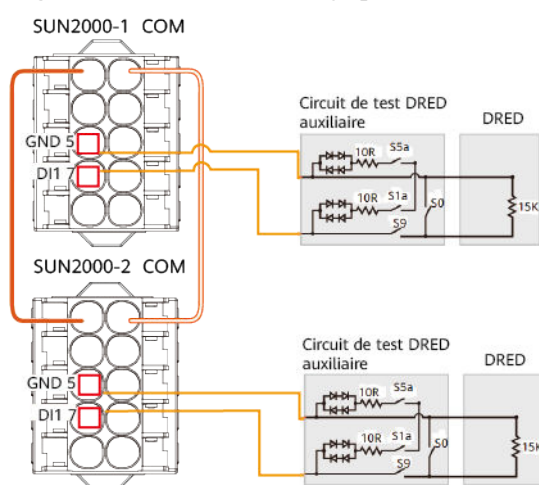 SUN2000-1 COM
GND 5
DI1 7
Circuit de test DRED
auxiliaire
DRED
10R S5a
10R S1a
S0
S9
15K
SUN2000-2 COM
GND 5
DI1 7
Circuit de test DRED
auxiliaire
DRED
10R S5a
10R S1a
S0
S9
15K